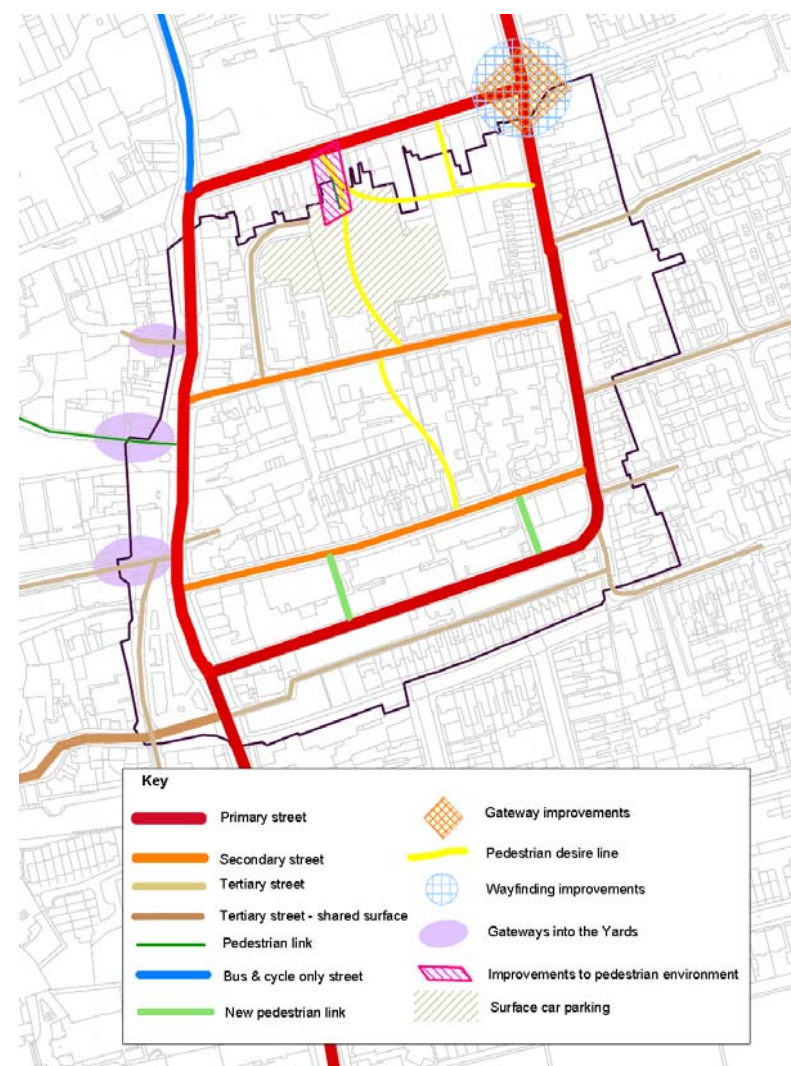 Key
Primary street
Secondary street
Tertiary street
Tertiary street - shared surface
Pedestrian link
Bus & cycle only street
New pedestrian link
Gateway improvements
Pedestrian desire line
Wayfinding improvements
Gateways into the Yards
Improvements to pedestrian environment
Surface car parking